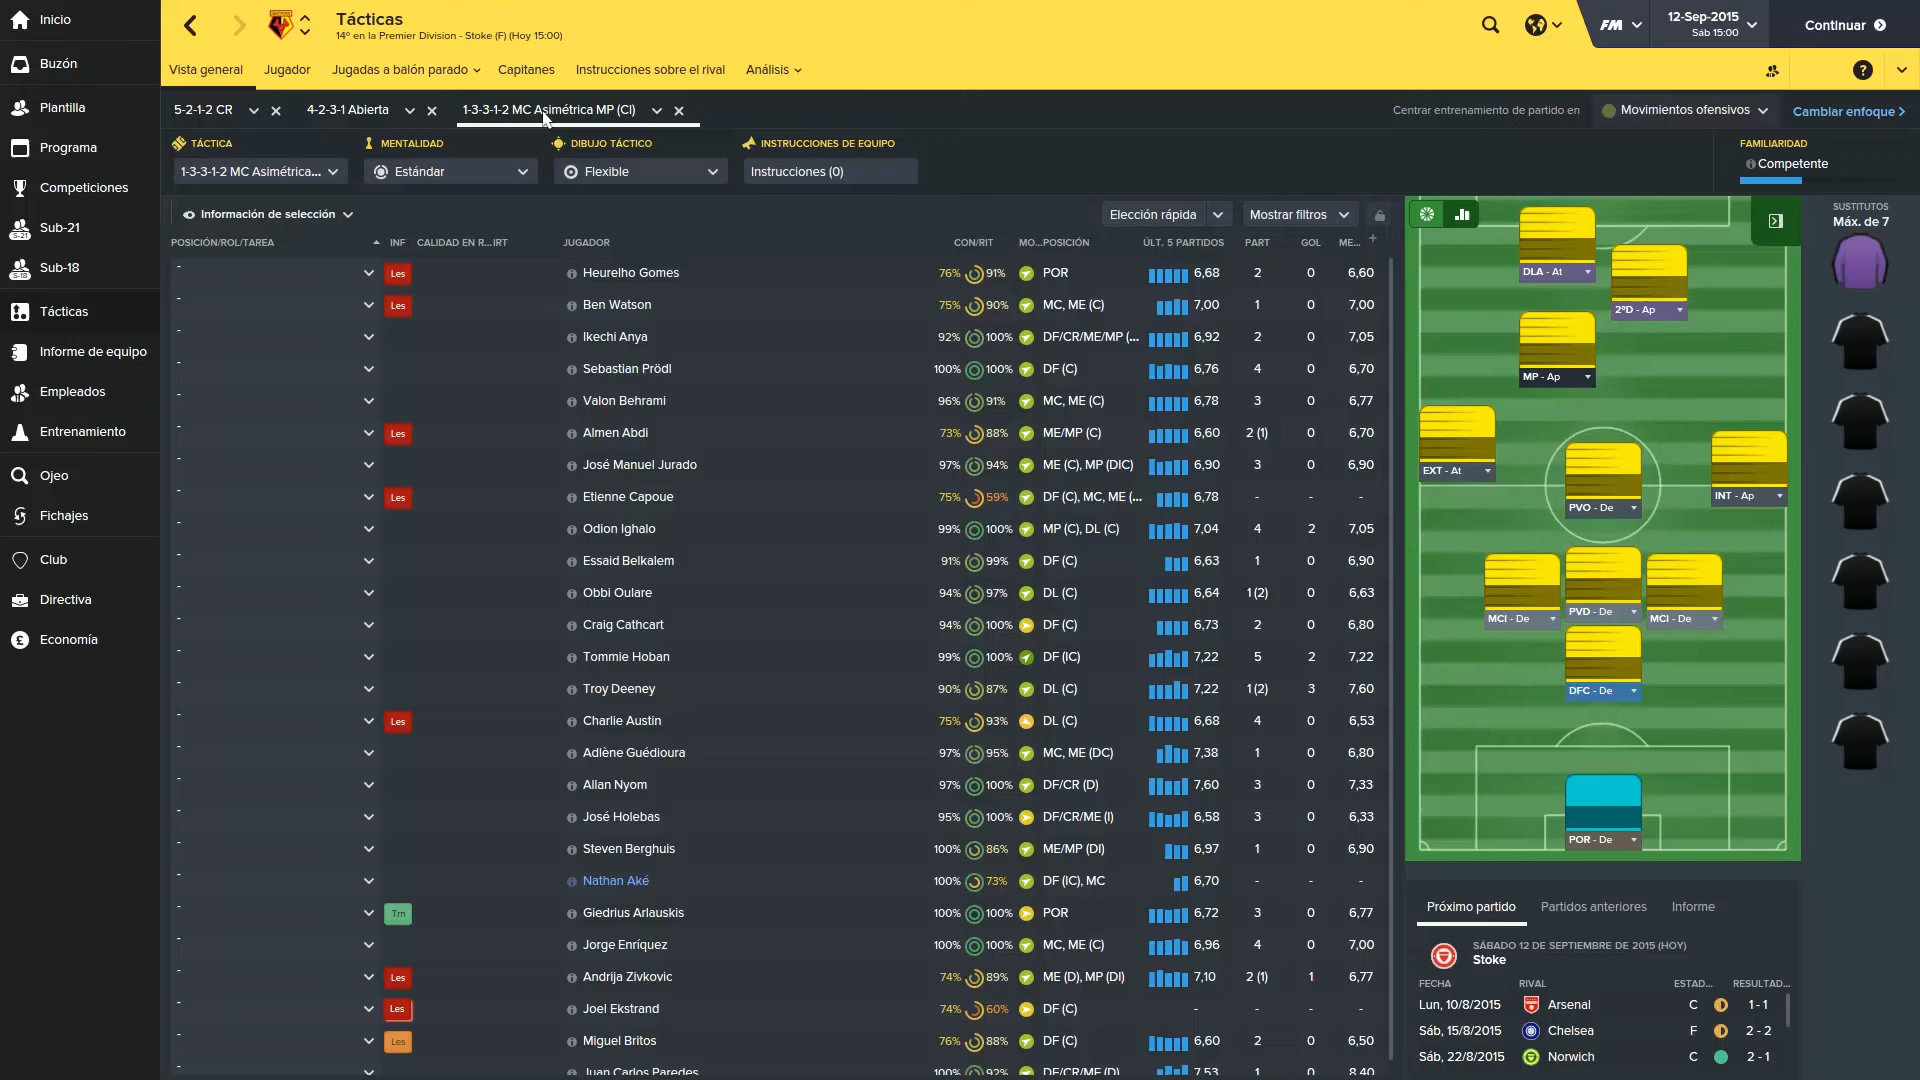 Inicio
Buzón
Plantilla
Programa
Competiciones
Sub-21
Sub-18
Tácticas
Informe de equipo
Empleados
Entrenamiento
Ojeo
Fichajes
Club
Directiva
Economía
Tácticas
14º en la Premier Division - Stoke (F) (Hoy 15:00)
FM
12-Sep-2015
Sáb 15:00
Continuar
Vista general Jugador Jugadas a balón parado Capitanes Instrucciones sobre el rival Análisis
5-2-1-2 CR 4-2-3-1 Abierta 1-3-3-1-2 MC Asimétrica MP (CI)
Centrar entrenamiento de partido en Movimientos ofensivos Cambiar enfoque >
TÁCTICA MENTALIDAD DIBUJO TÁCTICO INSTRUCCIONES DE EQUIPO
1-3-3-1-2 MC Asimétrica... Estándar Flexible Instrucciones (0)
FAMILIARIDAD
Competente
Información de selección Elección rápida Mostrar filtros
POSICIÓN/ROL/TAREA INF CALIDAD EN R...IRT JUGADOR CON/RIT MO...POSICIÓN ÚLT. 5 PARTIDOS PART GOL ME...
- Les Heurelho Gomes 76% 91% POR 6,68 2 0 6,60
- Les Ben Watson 75% 90% MC, ME (C) 7,00 1 0 7,00
- Ikechi Anya 92% 100% DF/CR/ME/MP (... 6,92 2 0 7,05
- Sebastian Prödl 100% 100% DF (C) 6,76 4 0 6,70
- Valon Behrami 96% 91% MC, ME (C) 6,78 3 0 6,77
- Les Almen Abdi 73% 88% ME/MP (C) 6,60 2 (1) 0 6,70
- José Manuel Jurado 97% 94% ME (C), MP (DIC) 6,90 3 0 6,90
- Les Etienne Capoue 75% 59% DF (C), MC, ME (... 6,78 - - -
- Odion Ighalo 99% 100% MP (C), DL (C) 7,04 4 2 7,05
- Essaid Belkalem 91% 99% DF (C) 6,63 1 0 6,90
- Obbi Oulare 94% 97% DL (C) 6,64 1 (2) 0 6,63
- Craig Cathcart 94% 100% DF (C) 6,73 2 0 6,80
- Tommie Hoban 99% 100% DF (IC) 7,22 5 2 7,22
- Troy Deeney 90% 87% DL (C) 7,22 1 (2) 3 7,60
- Les Charlie Austin 75% 93% DL (C) 6,68 4 0 6,53
- Adlène Guédioura 97% 95% MC, ME (DC) 7,38 1 0 6,80
- Allan Nyom 97% 100% DF/CR (D) 7,60 3 0 7,33
- José Holebas 95% 100% DF/CR/ME (I) 6,58 3 0 6,33
- Steven Berghuis 100% 86% ME/MP (DI) 6,97 1 0 6,90
- Nathan Aké 100% 73% DF (IC), MC 6,70 - - -
- Trn Giedrius Arlauskis 100% 100% POR 6,72 3 0 6,77
- Jorge Enríquez 100% 100% MC, ME (C) 6,96 4 0 7,00
- Les Andrija Zivkovic 74% 89% ME (D), MP (DI) 7,10 2 (1) 1 6,77
- Les Joel Ekstrand 74% 60% DF (C) - - - -
- Les Miguel Britos 76% 88% DF (C) 6,60 2 0 6,50
- Juan Carlos Paredes 100% 92% DF/CR/ME (D) 7,53 1 0 8,40
DLA - At
2ºD - Ap
MP - Ap
EXT - At
PVO - De
INT - Ap
MCI - De
PVD - De
MCI - De
DFC - De
POR - De
SUSTITUTOS
Máx. de 7
Próximo partido Partidos anteriores Informe
SÁBADO 12 DE SEPTIEMBRE DE 2015 (HOY)
Stoke
FECHA RIVAL ESTAD... RESULTAD...
Lun, 10/8/2015 Arsenal C 1 - 1
Sáb, 15/8/2015 Chelsea F 2 - 2
Sáb, 22/8/2015 Norwich C 2 - 1